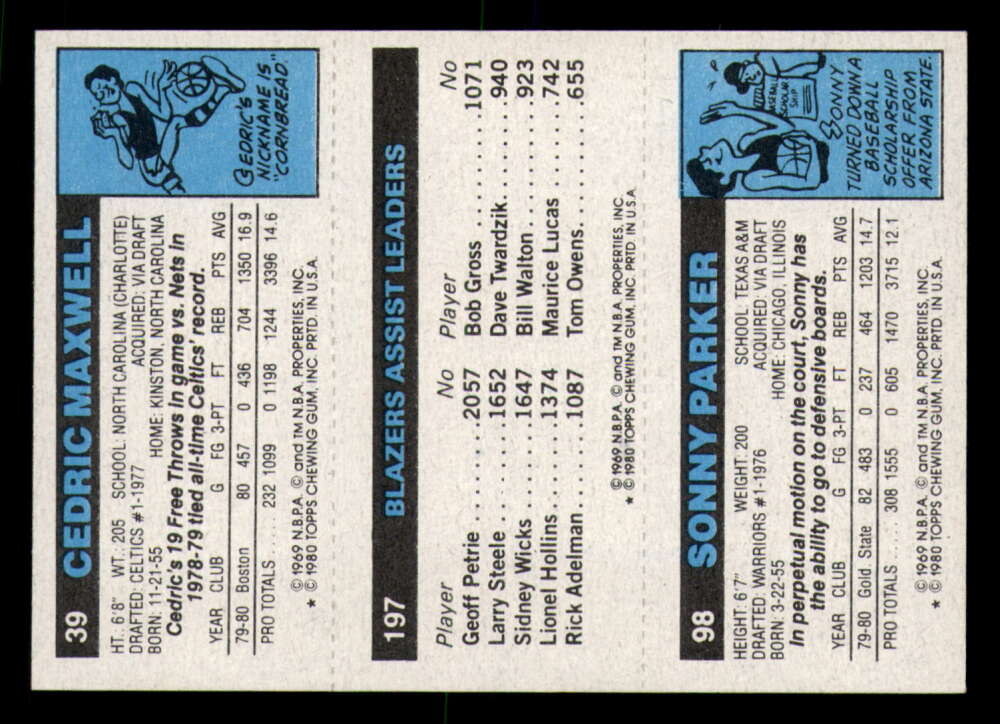 39 CEDRIC MAXWELL
HT.: 6'8" WT.: 205 SCHOOL: NORTH CAROLINA (CHARLOTTE)
DRAFTED: CELTICS #1-1977 ACQUIRED: VIA DRAFT
BORN: 11-21-55 HOME: KINSTON, NORTH CAROLINA
Cedric's 19 Free Throws in game vs. Nets in
1978-79 tied all-time Celtics' record.
YEAR CLUB G FG 3-PT FT REB PTS AVG
79-80 Boston 80 457 0 436 704 1350 16.9
PRO TOTALS .... 232 1099 0 1198 1244 3396 14.6
© 1969 N.B.P.A. © and TM N.B.A. PROPERTIES, INC.
* © 1980 TOPPS CHEWING GUM, INC. PRTD. IN U.S.A.
CEDRIC'S
NICKNAME IS
"CORNBREAD."
197 BLAZERS ASSIST LEADERS
Player No Player No
Geoff Petrie......2057 Bob Gross......1071
Larry Steele......1652 Dave Twardzik......940
Sidney Wicks......1647 Bill Walton......923
Lionel Hollins......1374 Maurice Lucas......742
Rick Adelman......1087 Tom Owens......655
© 1969 N.B.P.A. © and TM N.B.A. PROPERTIES, INC.
* © 1980 TOPPS CHEWING GUM, INC. PRTD. IN U.S.A
98 SONNY PARKER
HEIGHT: 6'7" WEIGHT: 200 SCHOOL: TEXAS A&M
DRAFTED: WARRIORS #1-1976 ACQUIRED: VIA DRAFT
BORN: 3-22-55 HOME: CHICAGO, ILLINOIS
In perpetual motion on the court, Sonny has
the ability to go to defensive boards.
YEAR CLUB G FG 3-PT FT REB PTS AVG
79-80 Gold. State 82 483 0 237 464 1203 14.7
PRO TOTALS .... 308 1555 0 605 1470 3715 12.1
© 1969 N.B.P.A. © and TM N.B.A. PROPERTIES, INC.
* © 1980 TOPPS CHEWING GUM, INC. PRTD. IN U.S.A.
BASEBALL
SCHOLAR
SHIP
SONNY
TURNED DOWN A
BASEBALL
SCHOLARSHIP
OFFER FROM
ARIZONA STATE.